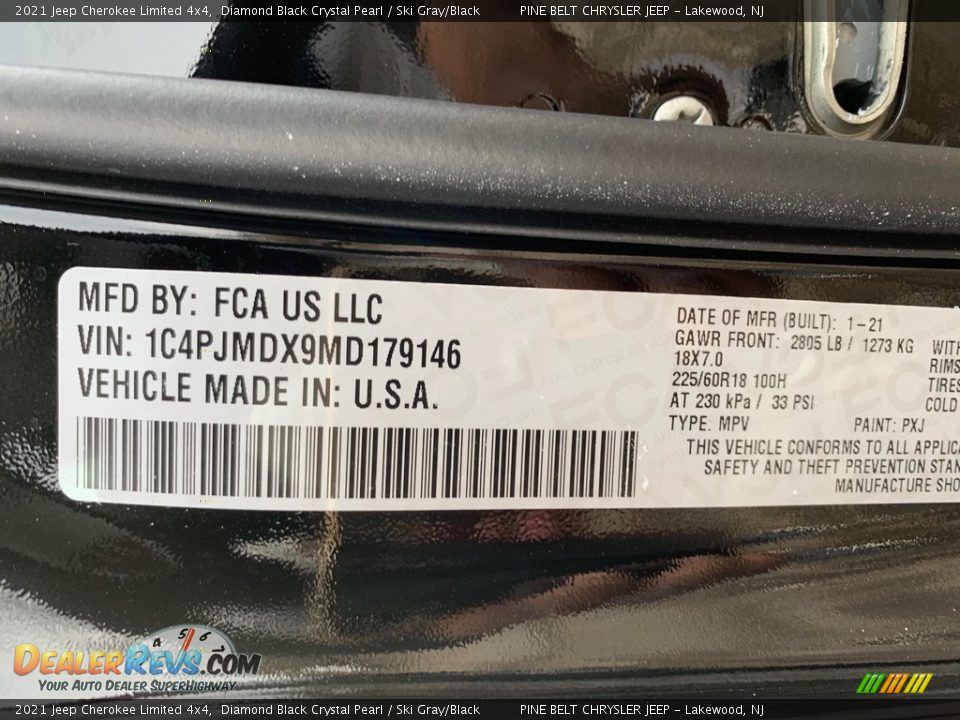 2021 Jeep Cherokee Limited 4x4, Diamond Black Crystal Pearl / Ski Gray/Black PINE BELT CHRYSLER JEEP - Lakewood, NJ
MFD BY: FCA US LLC
VIN: 1C4PJMDX9MD179146
VEHICLE MADE IN: U.S.A.
DATE OF MFR (BUILT): 1-21
GAWR FRONT: 2805 LB / 1273 KG WITH
18X7.0 RIMS
225/60R18 100H TIRES
AT 230 kPa / 33 PSI COLD
TYPE: MPV PAINT: PXJ
THIS VEHICLE CONFORMS TO ALL APPLICA
SAFETY AND THEFT PREVENTION STAN
MANUFACTURE SHO
4 5 6
DEALERREVS.COM
YOUR AUTO DEALER SUPERHIGHWAY
2021 Jeep Cherokee Limited 4x4, Diamond Black Crystal Pearl / Ski Gray/Black PINE BELT CHRYSLER JEEP - Lakewood, NJ